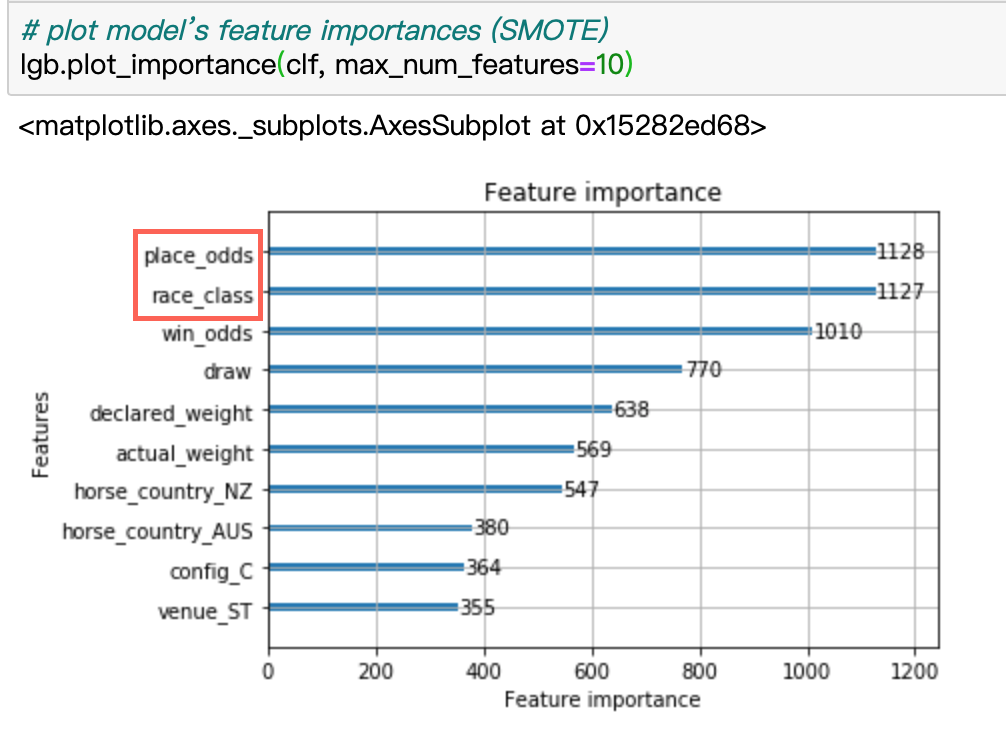 # plot model’s feature importances (SMOTE)
lgb.plot_importance(clf, max_num_features=10)
<matplotlib.axes._subplots.AxesSubplot at 0x15282ed68>
Feature importance
place_odds 1128
race_class 1127
win_odds 1010
draw 770
declared_weight 638
actual_weight 569
horse_country_NZ 547
horse_country_AUS 380
config_C 364
venue_ST 355
Features
0 200 400 600 800 1000 1200
Feature importance